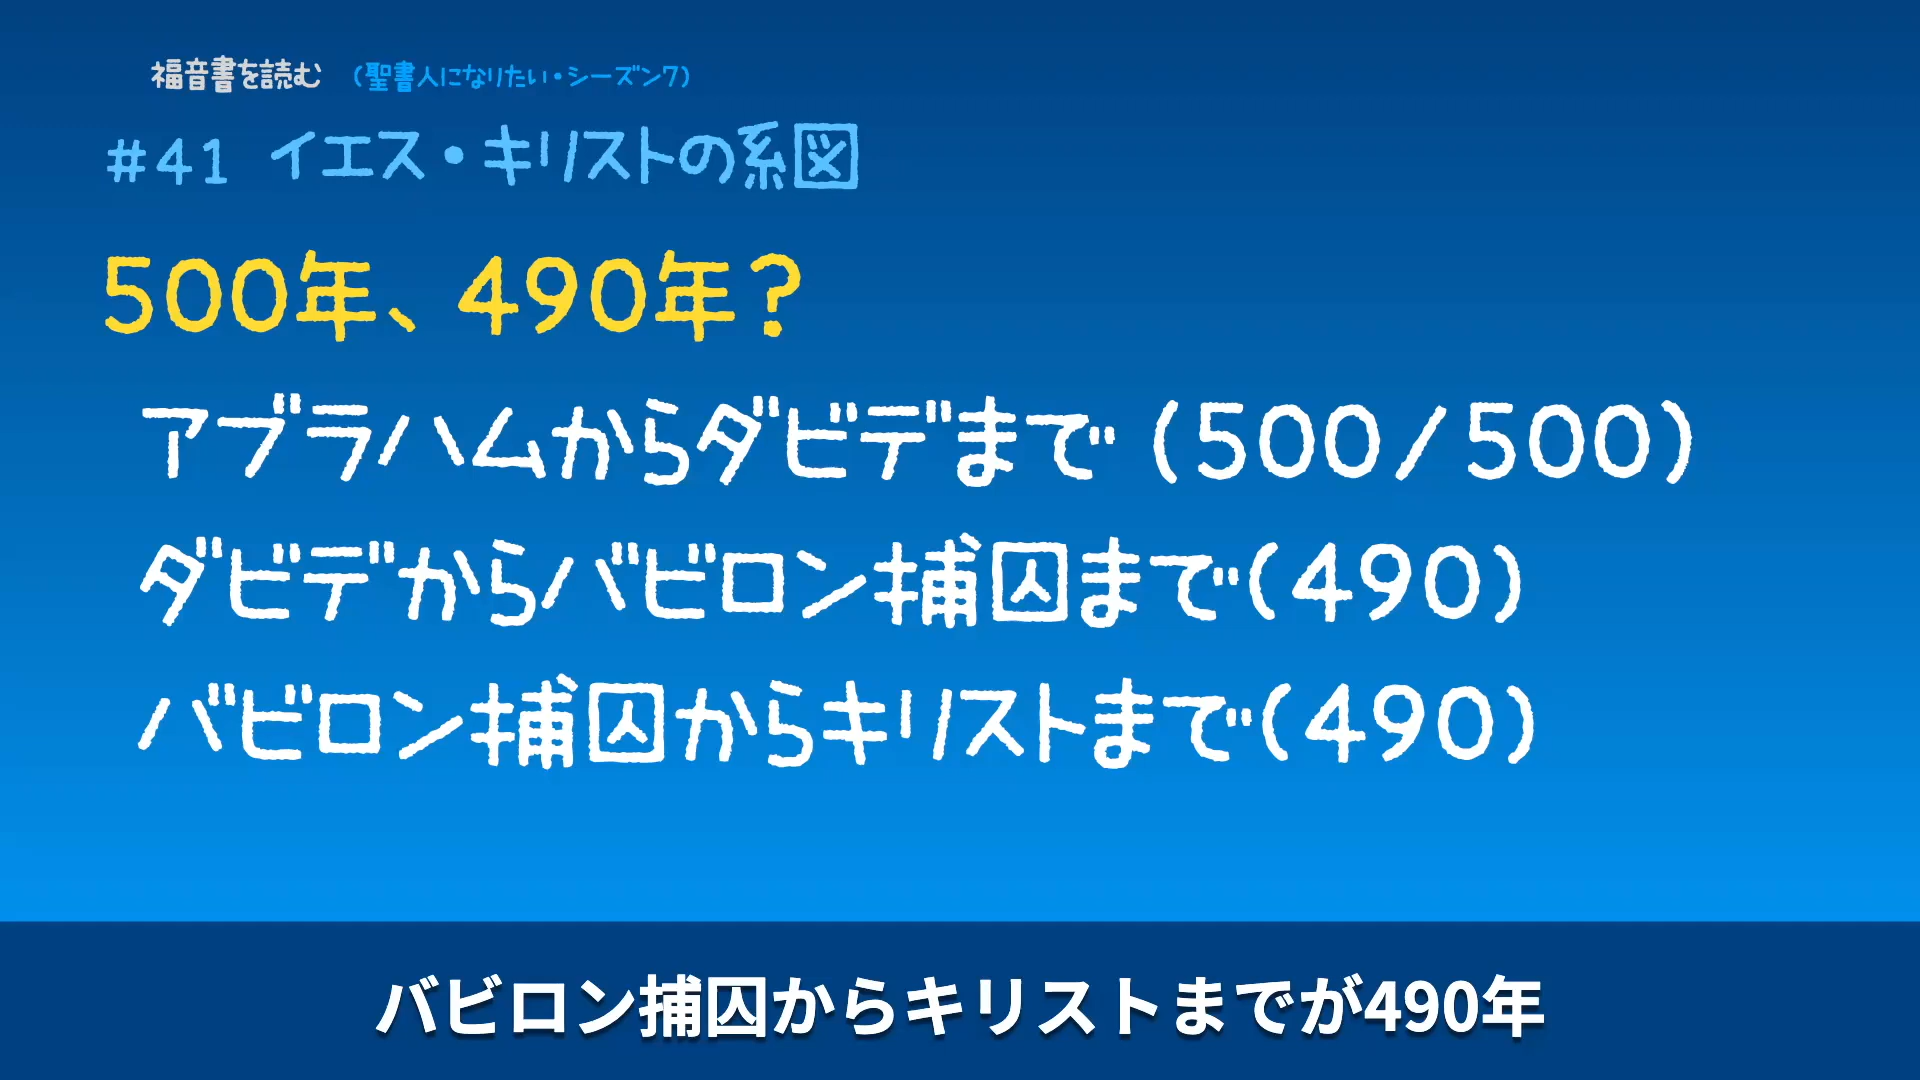 福音書を読む （聖書人になりたい・シーズン7）
#41 イエス・キリストの系図
500年、490年？
アブラハムからダビデまで（500/500）
ダビデからバビロン捕囚まで（490）
バビロン捕囚からキリストまで（490）
バビロン捕囚からキリストまでが490年